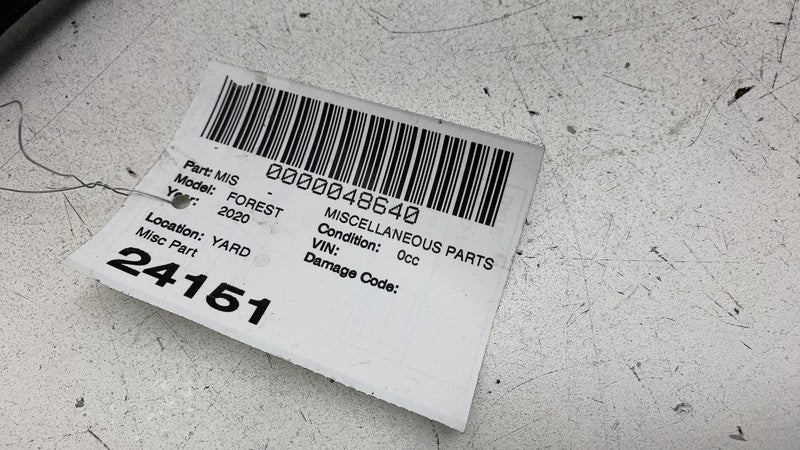 0000048640
Part: MIS MISCELLANEOUS PARTS
Model: FOREST Condition: 0cc
Year: 2020 VIN:
Location: YARD Damage Code:
Misc Part
24151